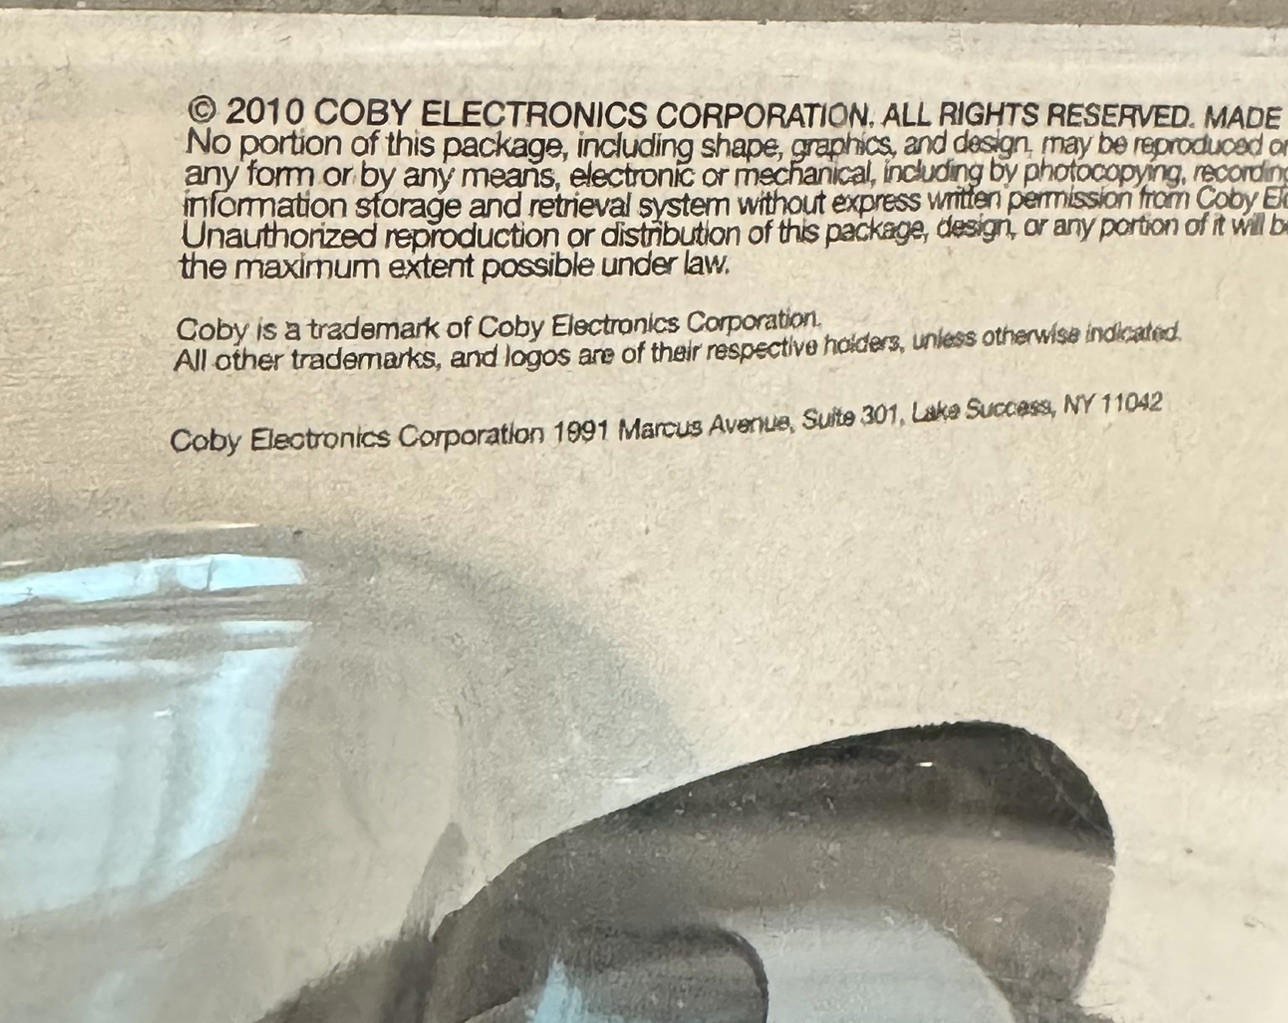 © 2010 COBY ELECTRONICS CORPORATION. ALL RIGHTS RESERVED. MADE
No portion of this package, including shape, graphics, and design, may be reproduced or
any form or by any means, electronic or mechanical, including by photocopying, recording
information storage and retrieval system without express written permission from Coby
Unauthorized reproduction or distribution of this package, design, or any portion of it will
the maximum extent possible under law.
Coby is a trademark of Coby Electronics Corporation.
All other trademarks, and logos are of their respective holders, unless otherwise indicated.
Coby Electronics Corporation 1991 Marcus Avenue, Suite 301, Lake Success, NY 11042